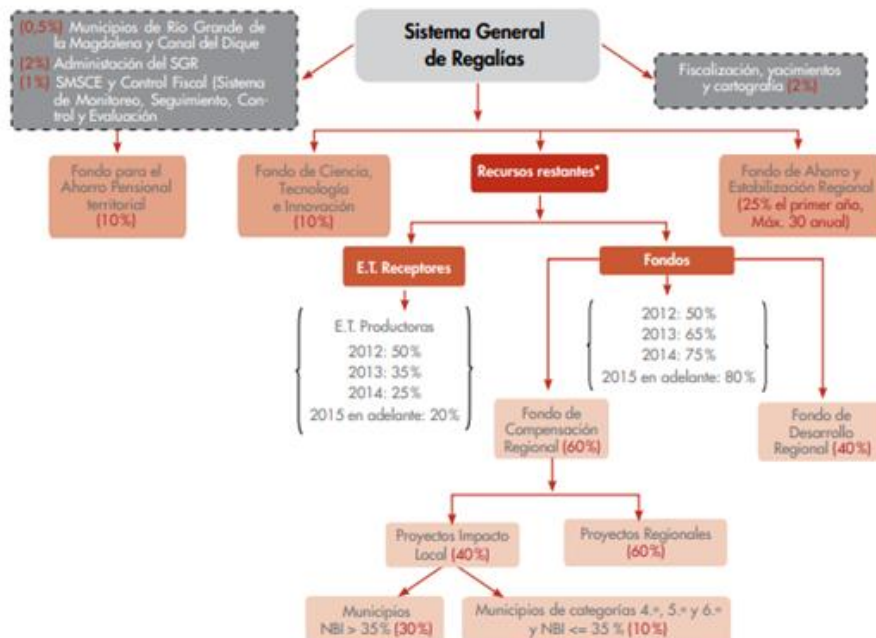 (0,5%) Municipios de Río Grande de
la Magdalena y Canal del Dique
(2%) Administación del SGR
(1%) SMSCE y Control Fiscal (Sistema
de Monitoreo, Seguimiento, Con-
trol y Evaluación
Sistema General
de Regalías
Fiscalización, yacimientos
y cartografía (2%)
Fondo para el
Ahorro Pensional
territorial
(10%)
Fondo de Ciencia,
Tecnología
e Innovación
(10%)
Recursos restantes*
Fondo de Ahorro y
Estabilización Regional
(25% el primer año,
Máx. 30 anual)
E.T. Receptores
Fondos
E.T. Productoras
2012: 50%
2013: 35%
2014: 25%
2015 en adelante: 20%
2012: 50%
2013: 65%
2014: 75%
2015 en adelante: 80%
Fondo de
Compensación
Regional (60%)
Fondo de
Desarrollo
Regional (40%)
Proyectos Impacto
Local (40%)
Proyectos Regionales
(60%)
Municipios
NBI > 35% (30%)
Municipios de categorías 4.ª, 5.ª y 6.ª
y NBI <= 35 % (10%)